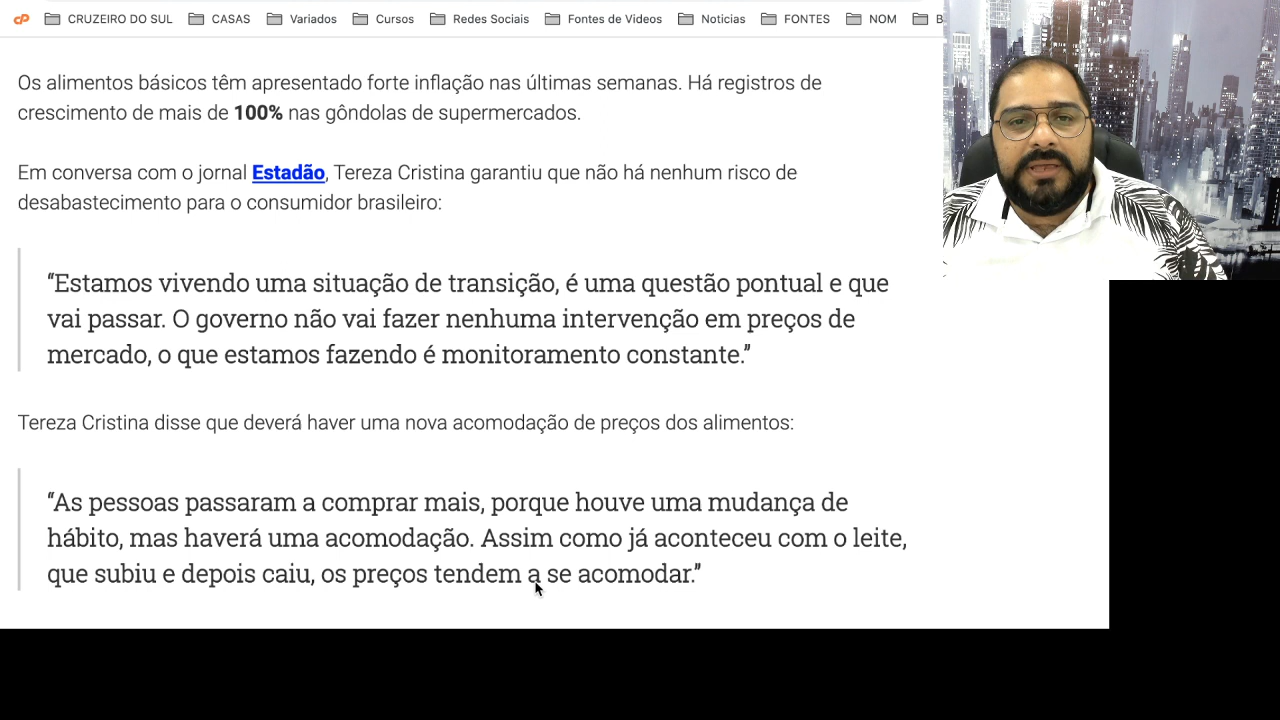 CRUZEIRO DO SUL CASAS Variados Cursos Redes Sociais Fontes de Videos Noticias FONTES NOM B
Os alimentos básicos têm apresentado forte inflação nas últimas semanas. Há registros de
crescimento de mais de 100% nas gôndolas de supermercados.
Em conversa com o jornal Estadão, Tereza Cristina garantiu que não há nenhum risco de
desabastecimento para o consumidor brasileiro:
“Estamos vivendo uma situação de transição, é uma questão pontual e que
vai passar. O governo não vai fazer nenhuma intervenção em preços de
mercado, o que estamos fazendo é monitoramento constante.”
Tereza Cristina disse que deverá haver uma nova acomodação de preços dos alimentos:
“As pessoas passaram a comprar mais, porque houve uma mudança de
hábito, mas haverá uma acomodação. Assim como já aconteceu com o leite,
que subiu e depois caiu, os preços tendem a se acomodar.”